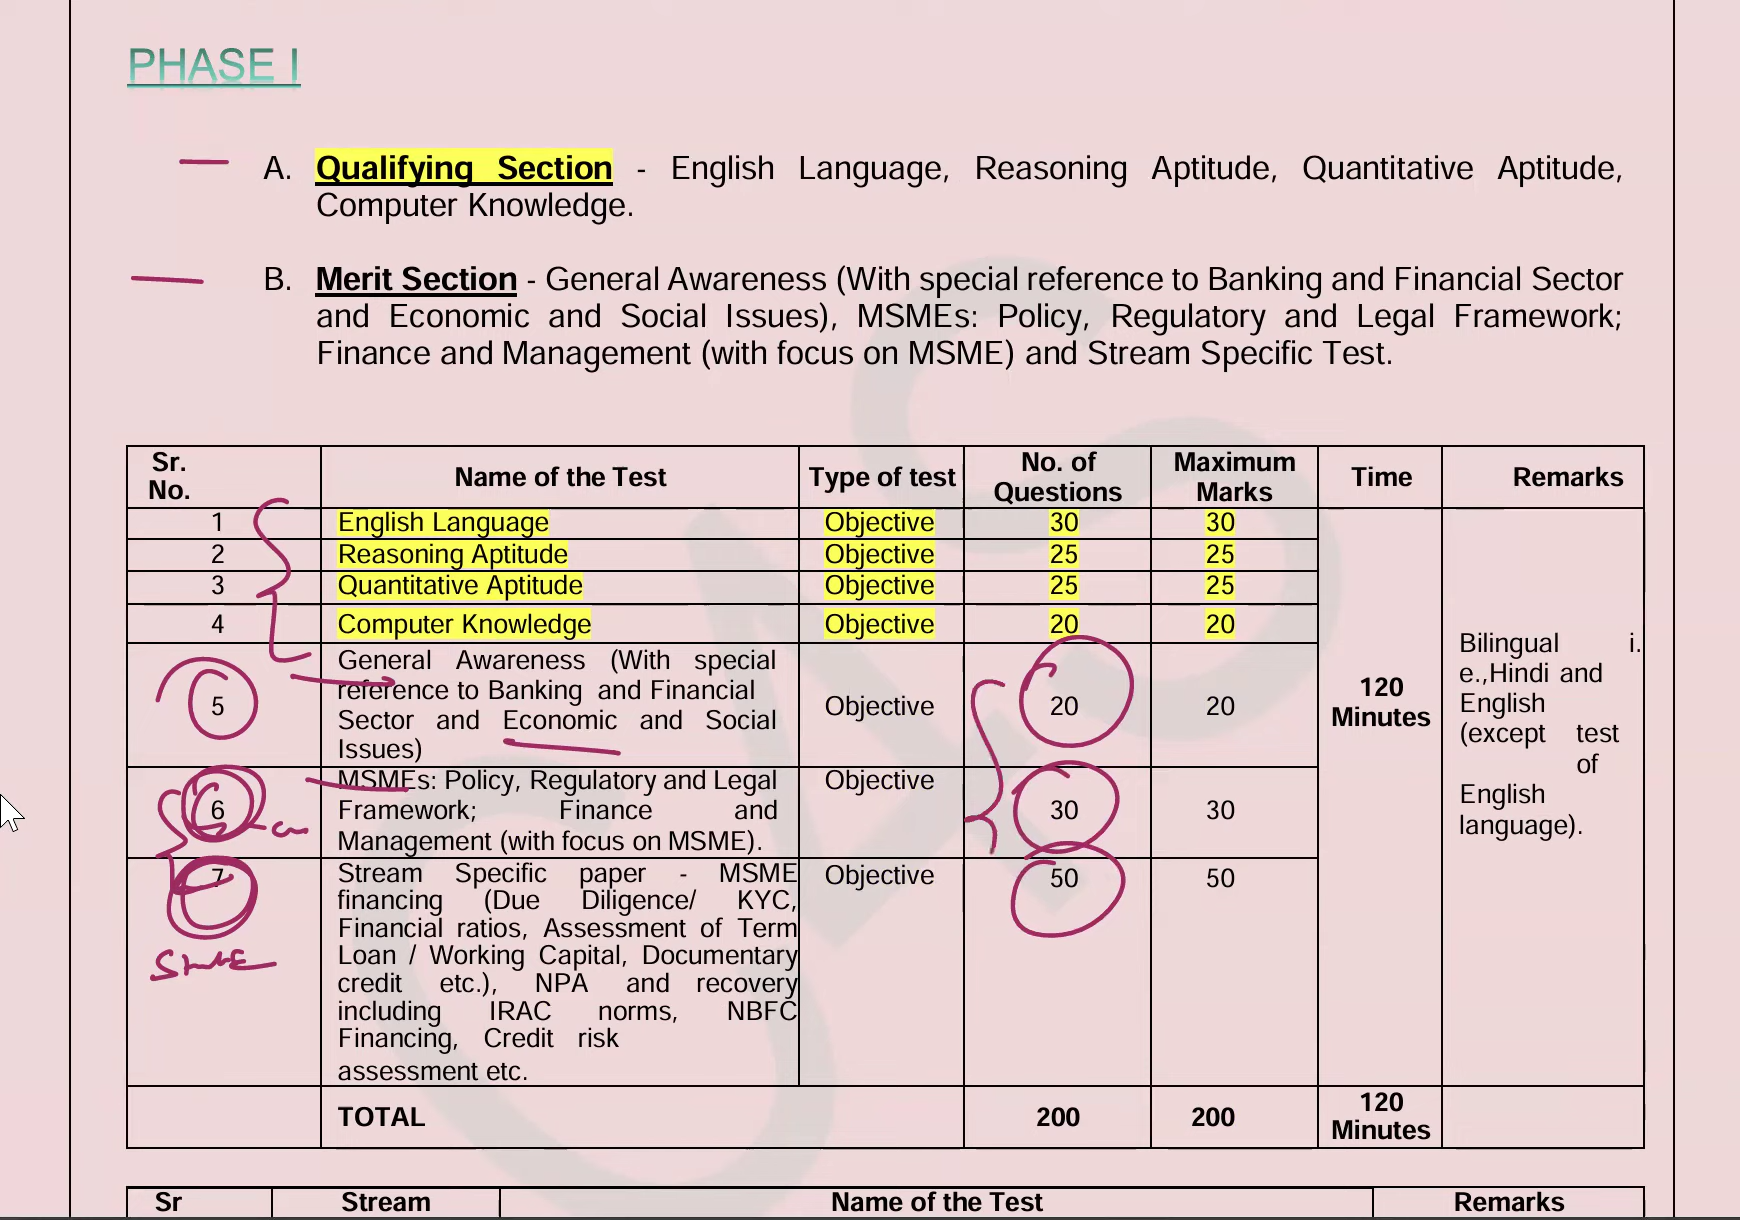 PHASE I
A. Qualifying Section - English Language, Reasoning Aptitude, Quantitative Aptitude,
Computer Knowledge.
B. Merit Section - General Awareness (With special reference to Banking and Financial Sector
and Economic and Social Issues), MSMEs: Policy, Regulatory and Legal Framework;
Finance and Management (with focus on MSME) and Stream Specific Test.
Sr. No. Name of the Test Type of test No. of Questions Maximum Marks Time Remarks
1 English Language Objective 30 30
2 Reasoning Aptitude Objective 25 25
3 Quantitative Aptitude Objective 25 25
4 Computer Knowledge Objective 20 20
5 General Awareness (With special
reference to Banking and Financial
Sector and Economic and Social
Issues) Objective 20 20
6 MSMEs: Policy, Regulatory and Legal
Framework; Finance and
Management (with focus on MSME). Objective 30 30
7 Stream Specific paper - MSME
financing (Due Diligence/ KYC,
Financial ratios, Assessment of Term
Loan / Working Capital, Documentary
credit etc.), NPA and recovery
including IRAC norms, NBFC
Financing, Credit risk
assessment etc. Objective 50 50
120
Minutes
Bilingual i.
e.,Hindi and
English
(except test
of
English
language).
TOTAL 200 200 120
Minutes
Sr Stream Name of the Test Remarks